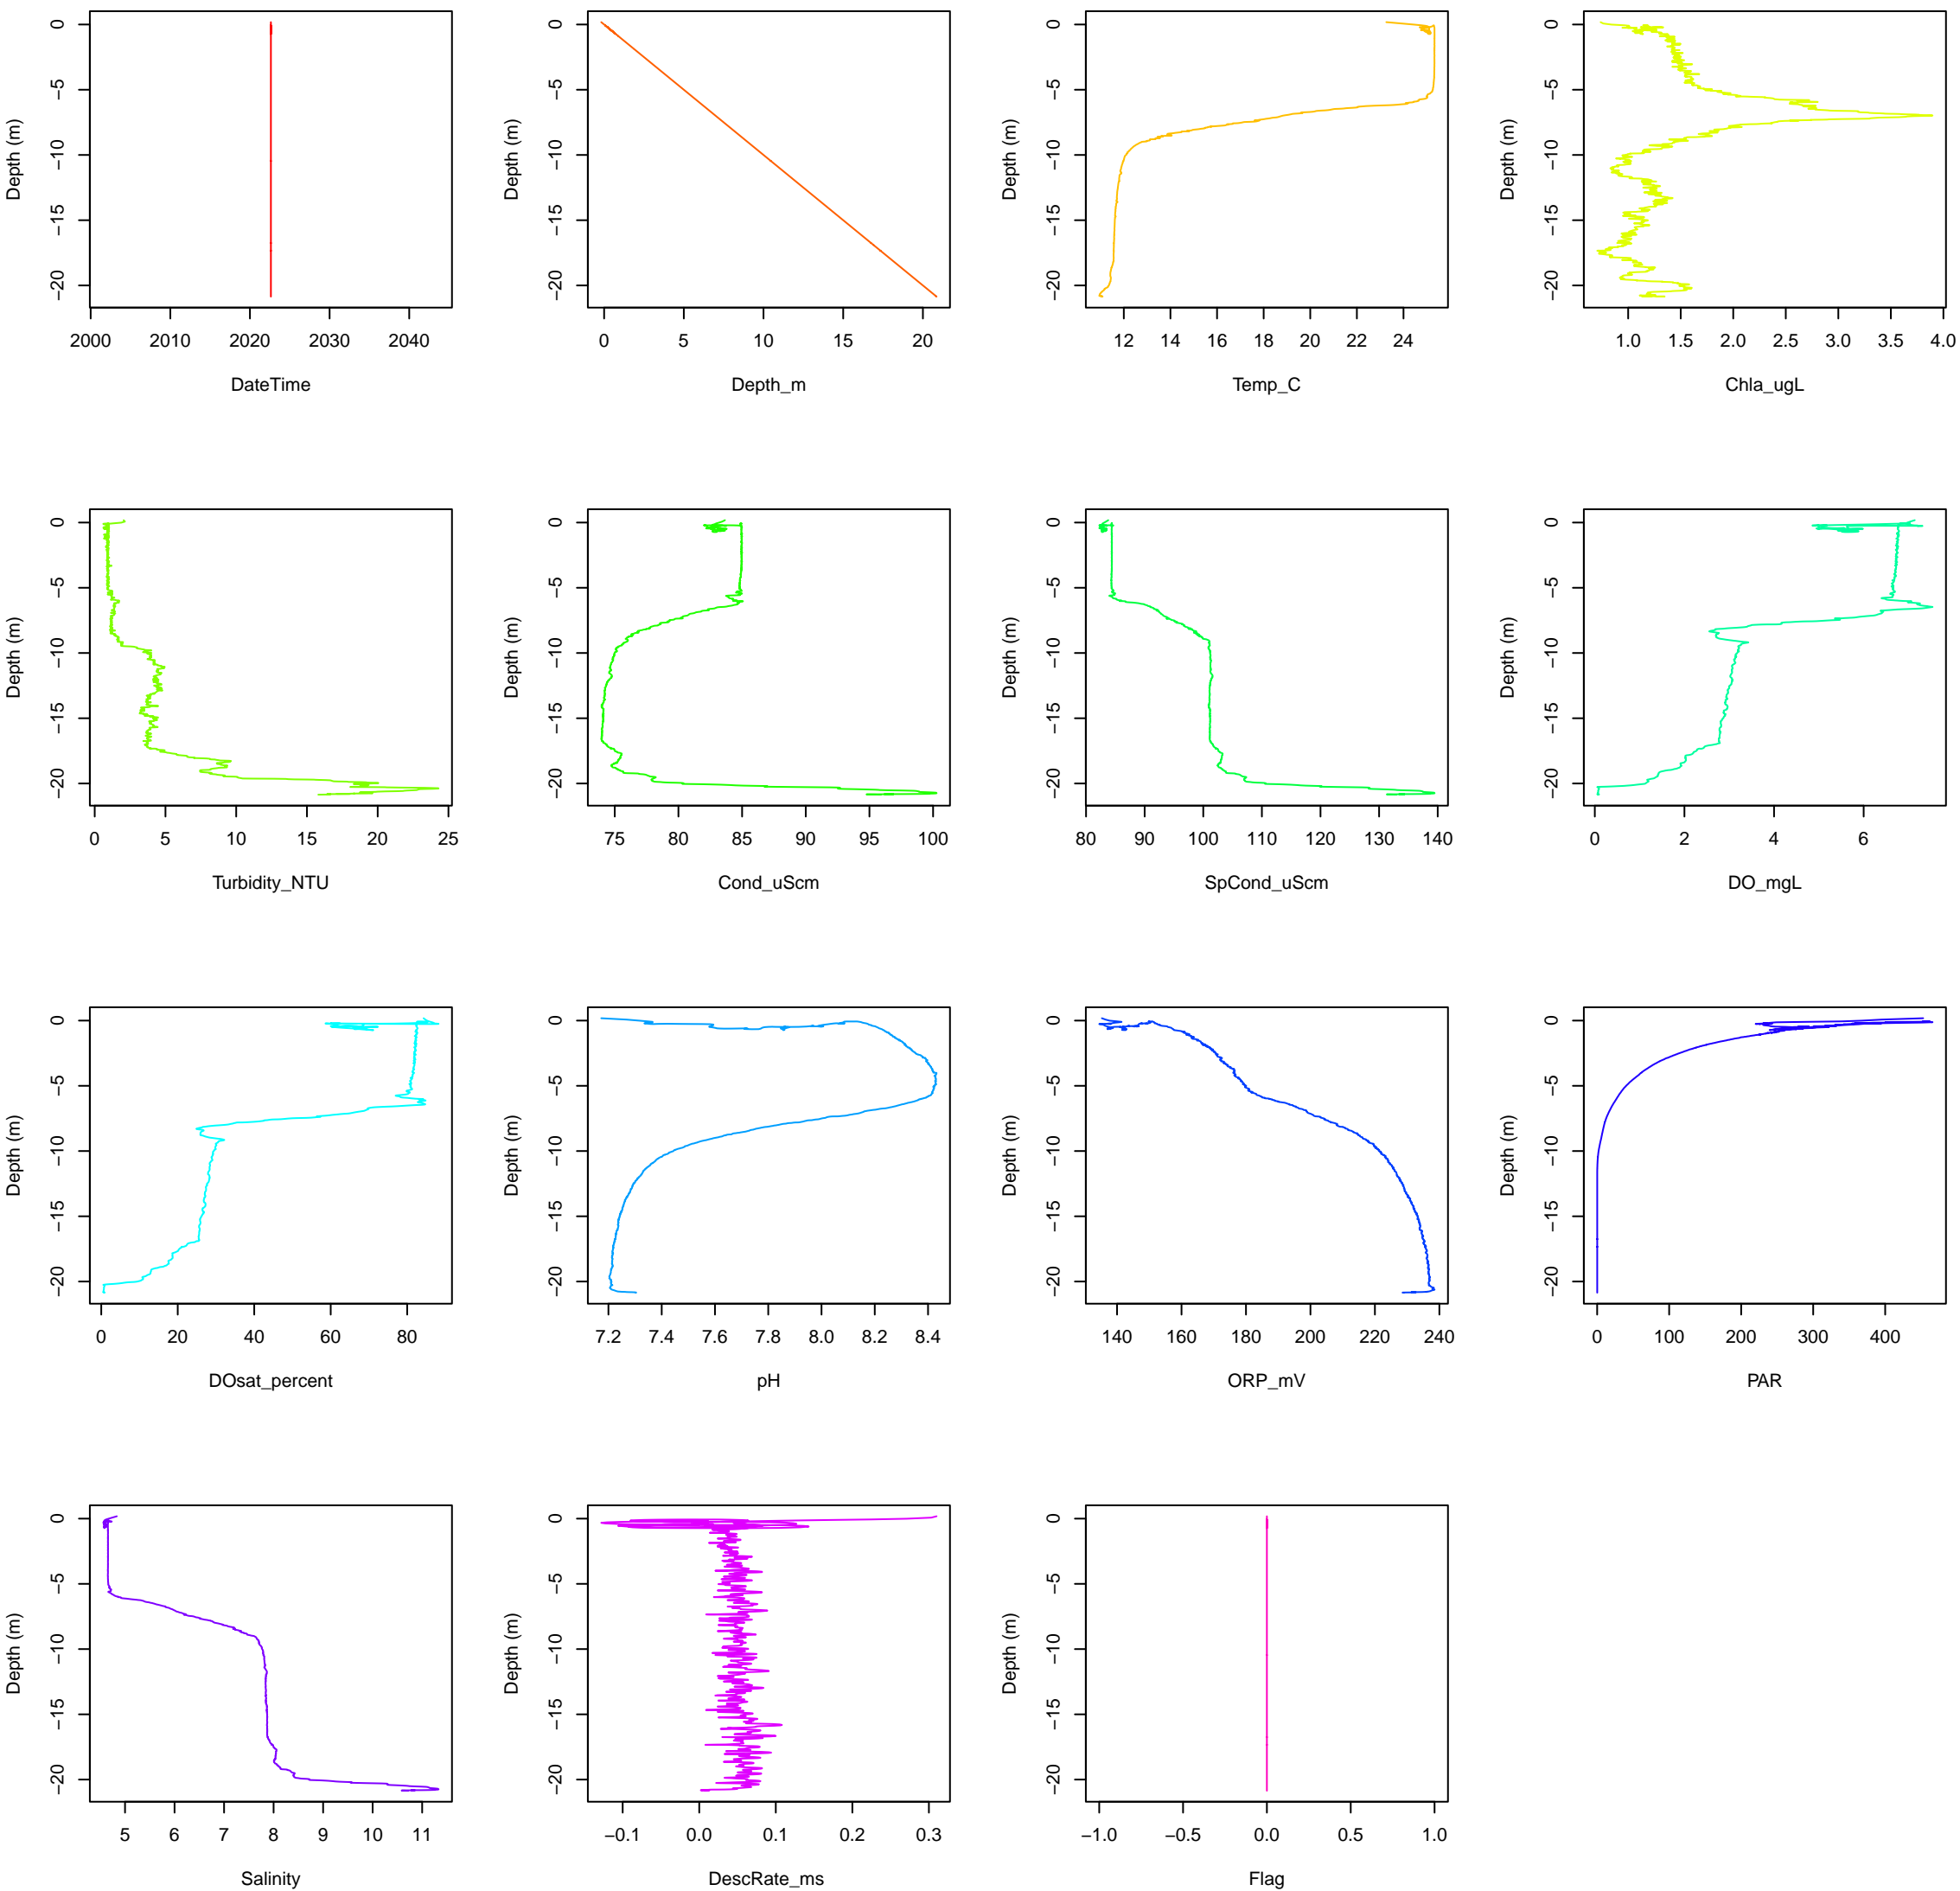 Depth (m)
0
−5
−10
−15
−20
2000 2010 2020 2030 2040
DateTime
Depth (m)
0
−5
−10
−15
−20
0 5 10 15 20
Depth_m
Depth (m)
0
−5
−10
−15
−20
12 14 16 18 20 22 24
Temp_C
Depth (m)
0
−5
−10
−15
−20
1.0 1.5 2.0 2.5 3.0 3.5 4.0
Chla_ugL
Depth (m)
0
−5
−10
−15
−20
0 5 10 15 20 25
Turbidity_NTU
Depth (m)
0
−5
−10
−15
−20
75 80 85 90 95 100
Cond_uScm
Depth (m)
0
−5
−10
−15
−20
80 90 100 110 120 130 140
SpCond_uScm
Depth (m)
0
−5
−10
−15
−20
0 2 4 6
DO_mgL
Depth (m)
0
−5
−10
−15
−20
0 20 40 60 80
DOsat_percent
Depth (m)
0
−5
−10
−15
−20
7.2 7.4 7.6 7.8 8.0 8.2 8.4
pH
Depth (m)
0
−5
−10
−15
−20
140 160 180 200 220 240
ORP_mV
Depth (m)
0
−5
−10
−15
−20
0 100 200 300 400
PAR
Depth (m)
0
−5
−10
−15
−20
5 6 7 8 9 10 11
Salinity
Depth (m)
0
−5
−10
−15
−20
−0.1 0.0 0.1 0.2 0.3
DescRate_ms
Depth (m)
0
−5
−10
−15
−20
−1.0 −0.5 0.0 0.5 1.0
Flag